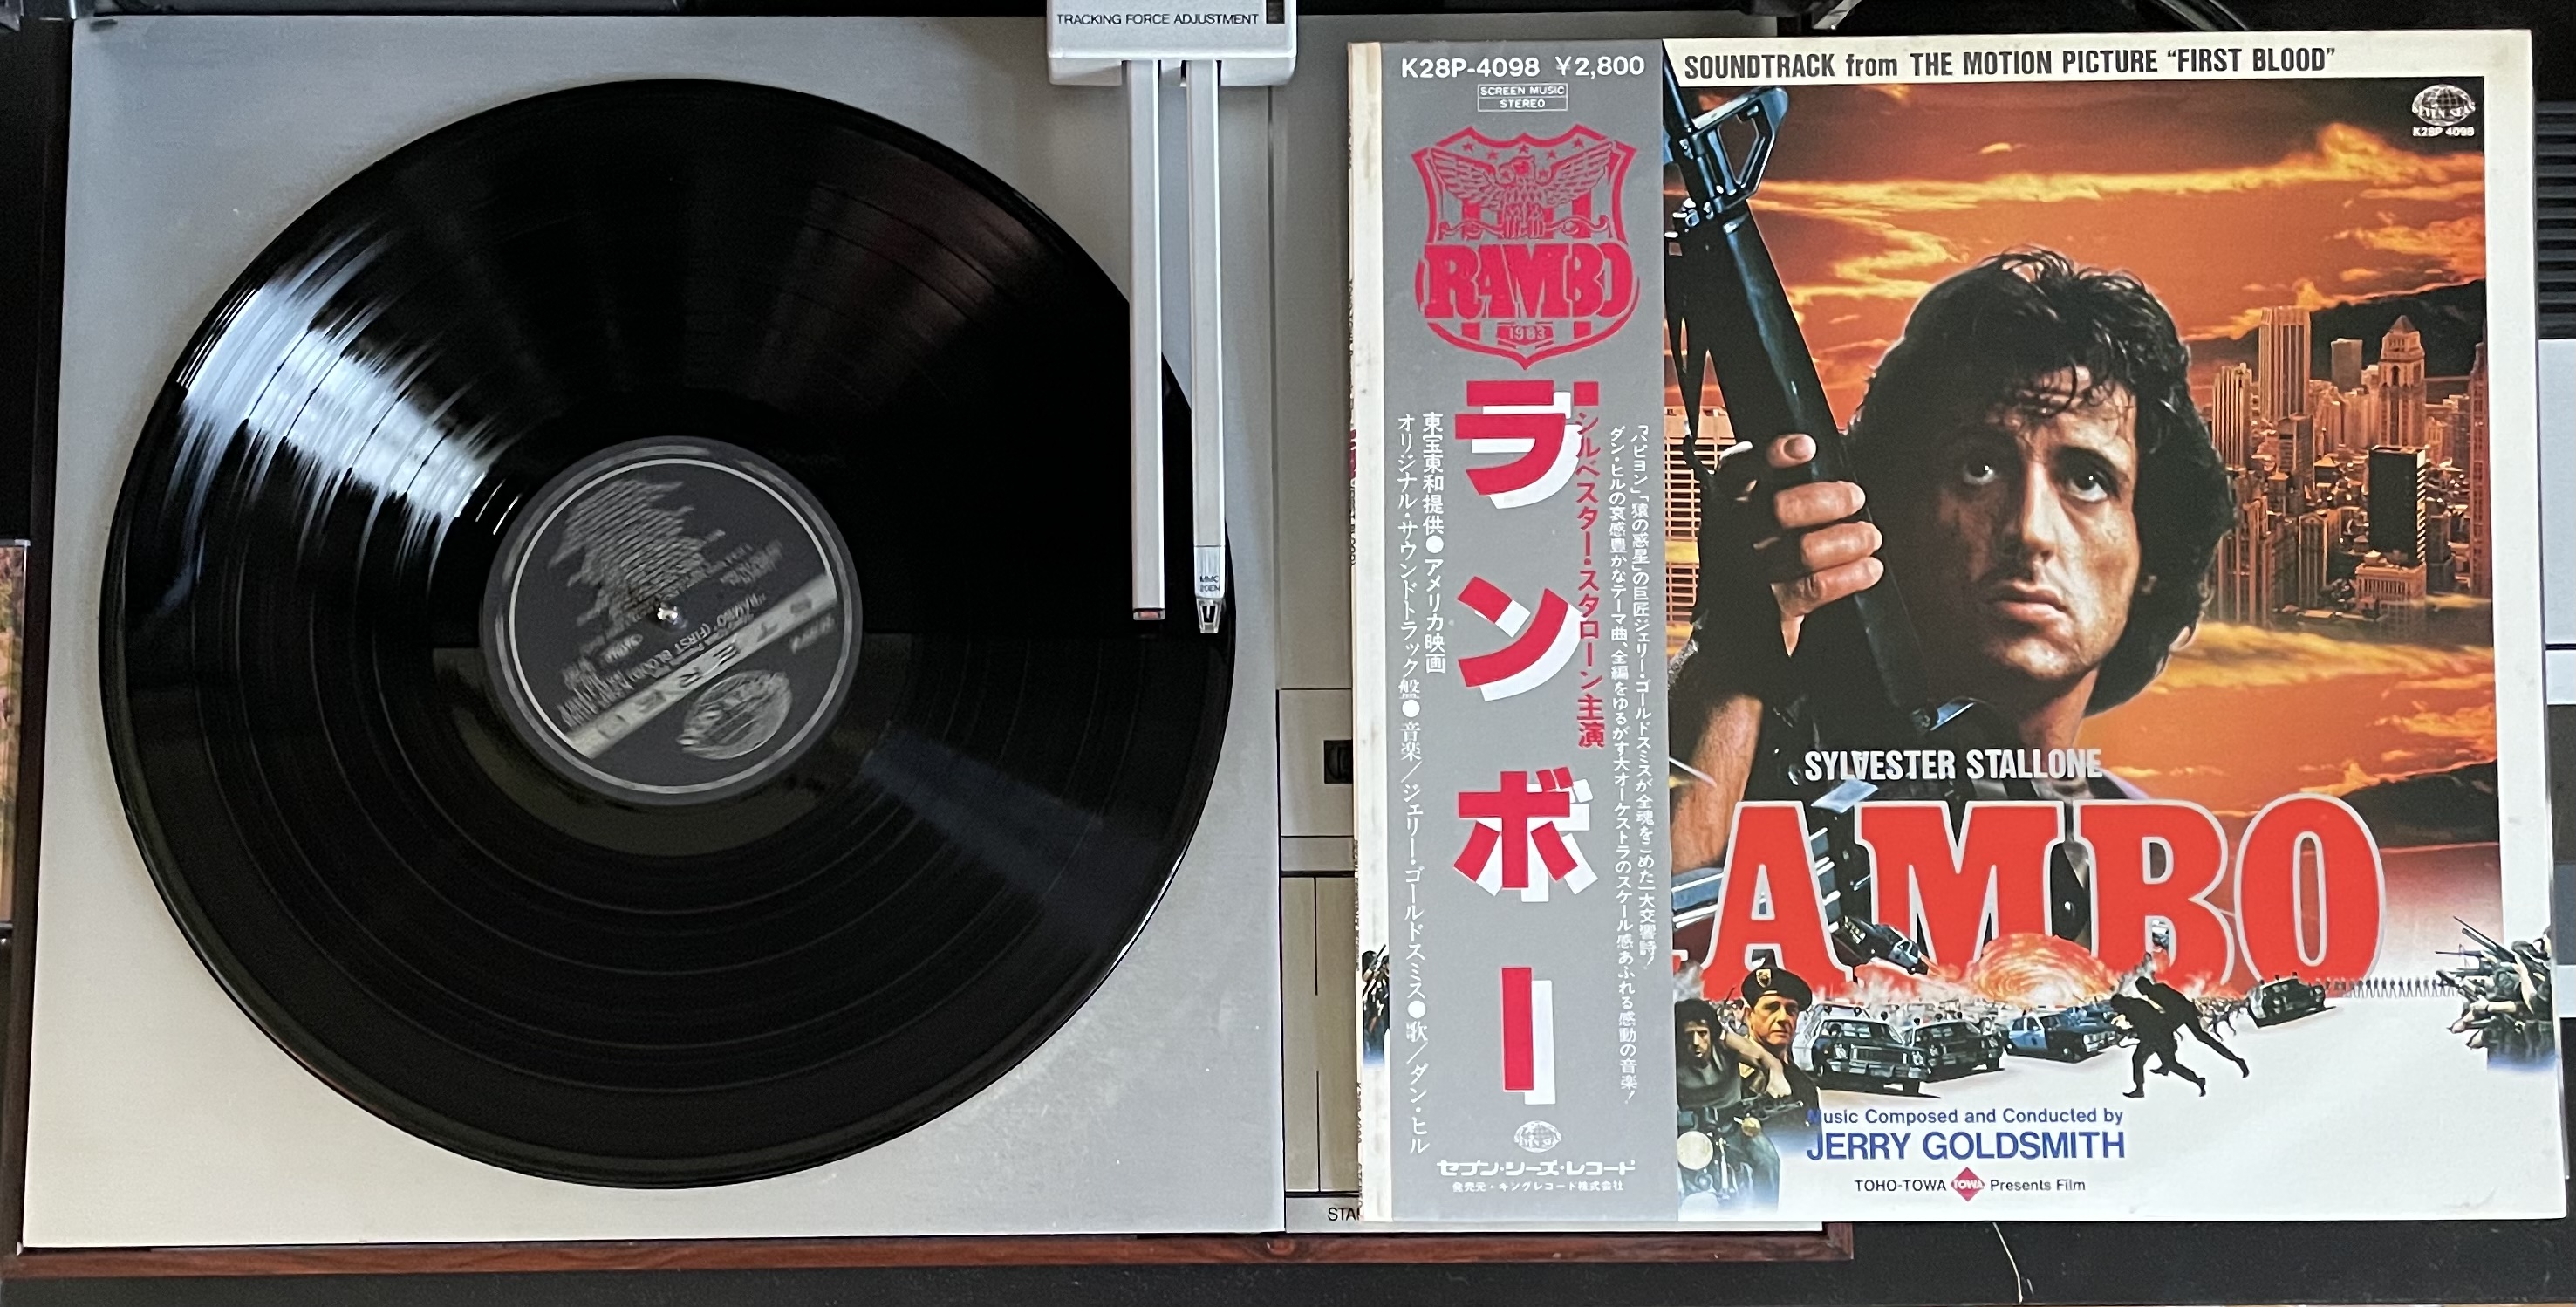 TRACKING FORCE ADJUSTMENT
MMC
20EN
"RAMBO" (FIRST BLOOD)
STA
K28P-4098 ¥2,800
SCREEN MUSIC
STEREO
RAMBO
1983
「パピヨン」「猿の惑星」の巨匠ジェリー・ゴールドスミスが全魂をこめた一大交響詩!
ダン・ヒルの哀感豊かなテーマ曲、全編をゆるがす大オーケストラのスケール感あふれる感動の音楽!
シルベスター・スタローン主演
ランボー
東宝東和提供●アメリカ映画
オリジナル・サウンドトラック盤●音楽/ジェリー・ゴールドスミス●歌/ダン・ヒル
セブン・シーズ・レコード
発売元・キングレコード株式会社
SOUNDTRACK from THE MOTION PICTURE "FIRST BLOOD"
SEVEN SEAS
K28P 4098
SYLVESTER STALLONE
AMBO
Music Composed and Conducted by
JERRY GOLDSMITH
TOHO-TOWA TOWA Presents Film